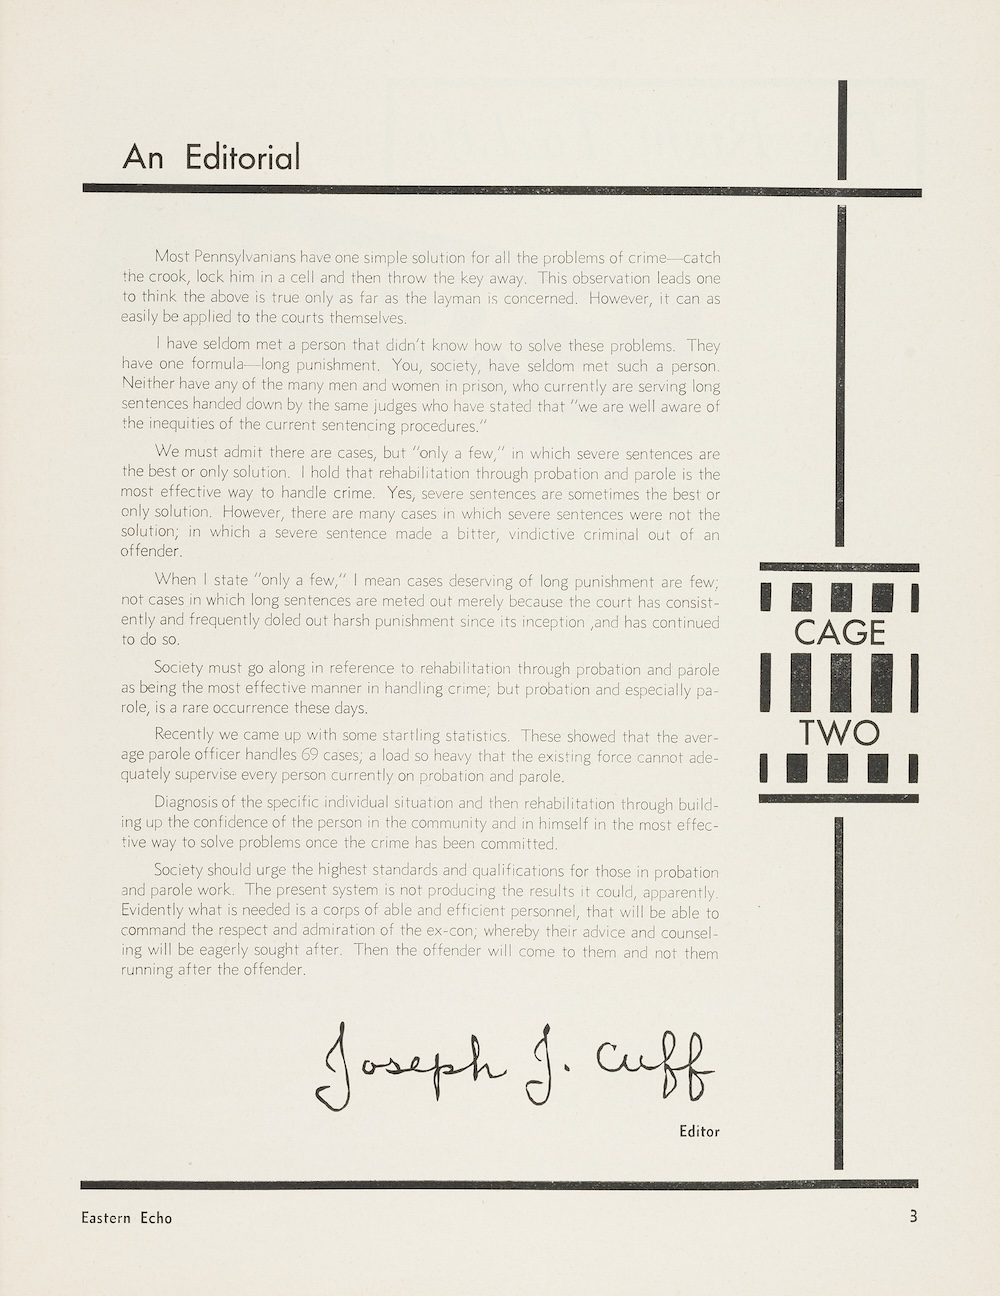 An Editorial
Most Pennsylvanians have one simple solution for all the problems of crime—catch
the crook, lock him in a cell and then throw the key away. This observation leads one
to think the above is true only as far as the layman is concerned. However, it can as
easily be applied to the courts themselves.
I have seldom met a person that didn't know how to solve these problems. They
have one formula—long punishment. You, society, have seldom met such a person.
Neither have any of the many men and women in prison, who currently are serving long
sentences handed down by the same judges who have stated that "we are well aware of
the inequities of the current sentencing procedures."
We must admit there are cases, but "only a few," in which severe sentences are
the best or only solution. I hold that rehabilitation through probation and parole is the
most effective way to handle crime. Yes, severe sentences are sometimes the best or
only solution. However, there are many cases in which severe sentences were not the
solution; in which a severe sentence made a bitter, vindictive criminal out of an
offender.
When I state "only a few," I mean cases deserving of long punishment are few;
not cases in which long sentences are meted out merely because the court has consist-
ently and frequently doled out harsh punishment since its inception ,and has continued
to do so.
Society must go along in reference to rehabilitation through probation and parole
as being the most effective manner in handling crime; but probation and especially pa-
role, is a rare occurrence these days.
Recently we came up with some startling statistics. These showed that the aver-
age parole officer handles 69 cases; a load so heavy that the existing force cannot ade-
quately supervise every person currently on probation and parole.
Diagnosis of the specific individual situation and then rehabilitation through build-
ing up the confidence of the person in the community and in himself in the most effec-
tive way to solve problems once the crime has been committed.
Society should urge the highest standards and qualifications for those in probation
and parole work. The present system is not producing the results it could, apparently.
Evidently what is needed is a corps of able and efficient personnel, that will be able to
command the respect and admiration of the ex-con; whereby their advice and counsel-
ing will be eagerly sought after. Then the offender will come to them and not them
running after the offender.
Joseph J. Cuff
Editor
CAGE
TWO
Eastern Echo
3